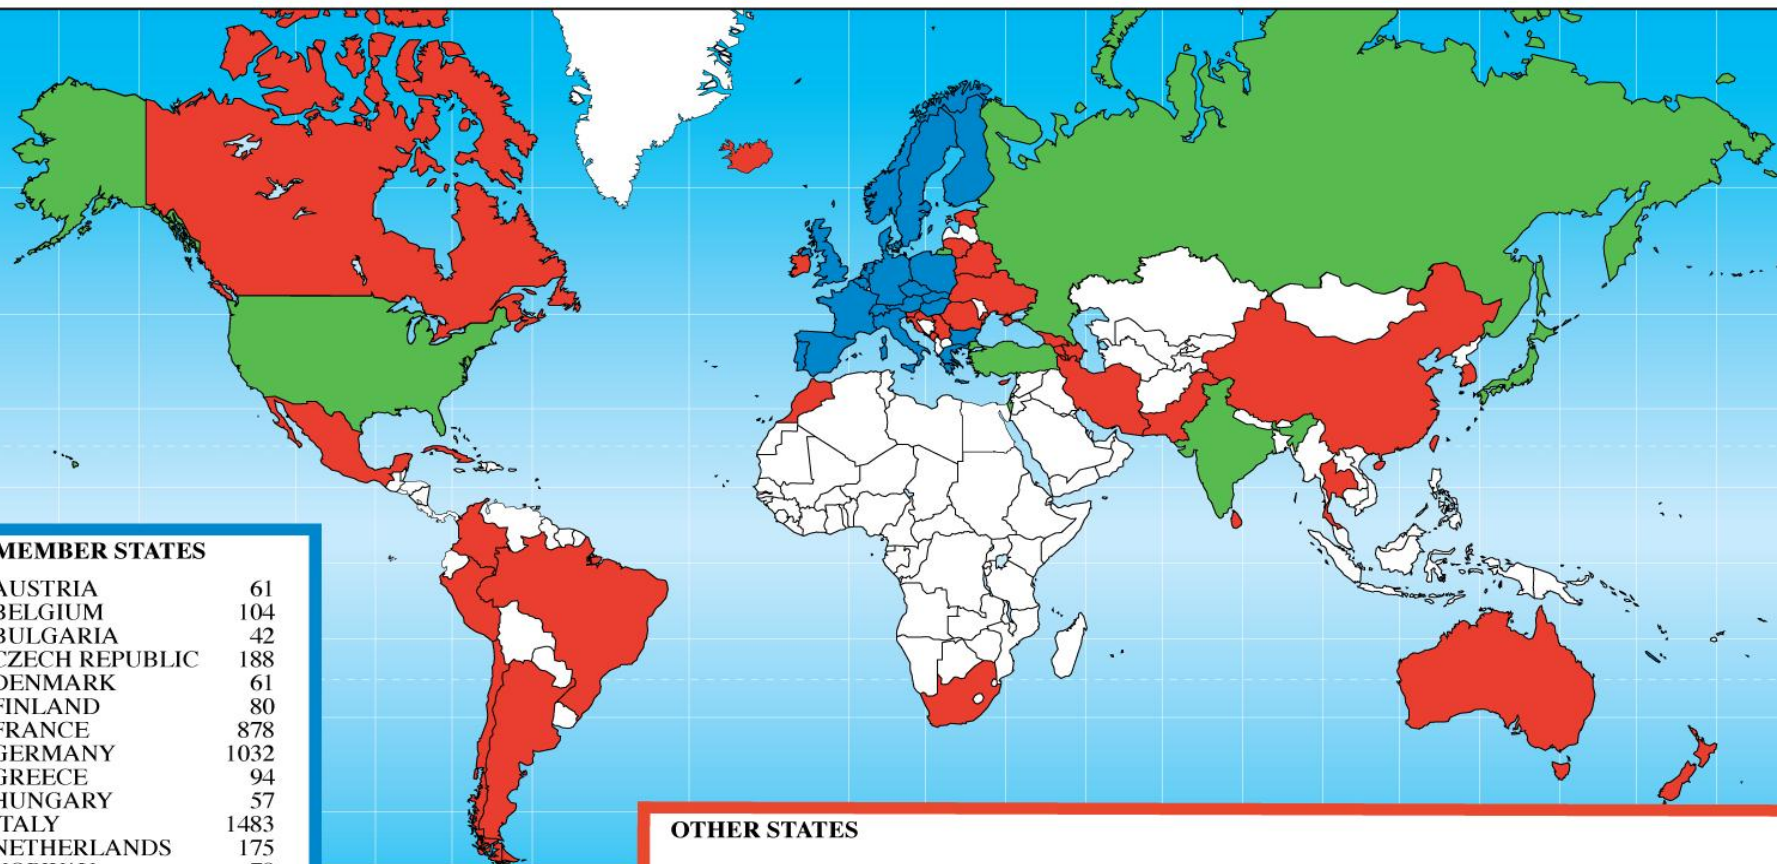 MEMBER STATES
AUSTRIA 61
BELGIUM 104
BULGARIA 42
CZECH REPUBLIC 188
DENMARK 61
FINLAND 80
FRANCE 878
GERMANY 1032
GREECE 94
HUNGARY 57
ITALY 1483
NETHERLANDS 175
OTHER STATES